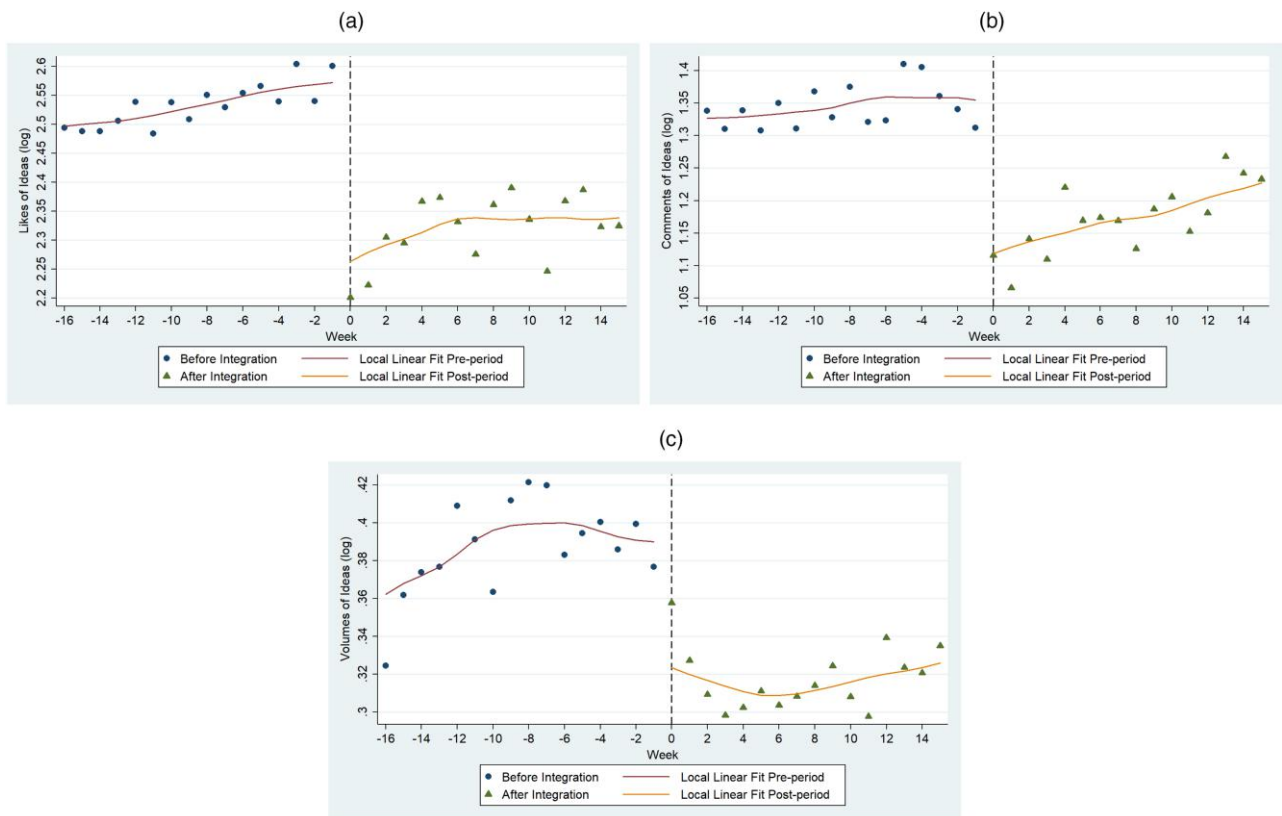 (a)
Likes of Ideas (log)
2.6
2.55
2.5
2.45
2.4
2.35
2.3
2.25
2.2
-16 -14 -12 -10 -8 -6 -4 -2 0 2 4 6 8 10 12 14
Week
Before Integration Local Linear Fit Pre-period
After Integration Local Linear Fit Post-period
(b)
Comments of Ideas (log)
1.4
1.35
1.3
1.25
1.2
1.15
1.1
1.05
-16 -14 -12 -10 -8 -6 -4 -2 0 2 4 6 8 10 12 14
Week
Before Integration Local Linear Fit Pre-period
After Integration Local Linear Fit Post-period
(c)
Volumes of Ideas (log)
.42
.4
.38
.36
.34
.32
.3
-16 -14 -12 -10 -8 -6 -4 -2 0 2 4 6 8 10 12 14
Week
Before Integration Local Linear Fit Pre-period
After Integration Local Linear Fit Post-period